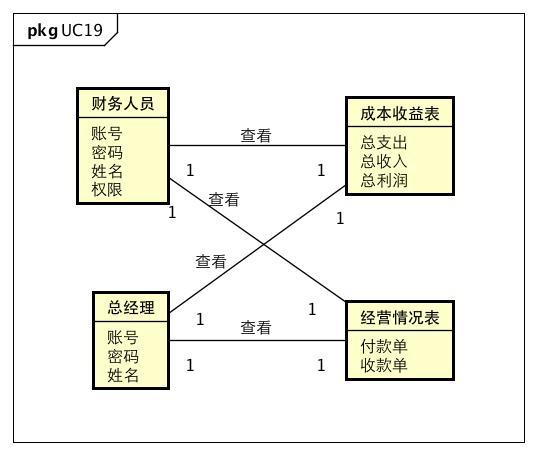 pkg UC19
财务人员
账号
密码
姓名
权限
成本收益表
总支出
总收入
总利润
查看
1
1
1
查看
1
查看
1
1
总经理
账号
密码
姓名
经营情况表
付款单
收款单
查看
1
1